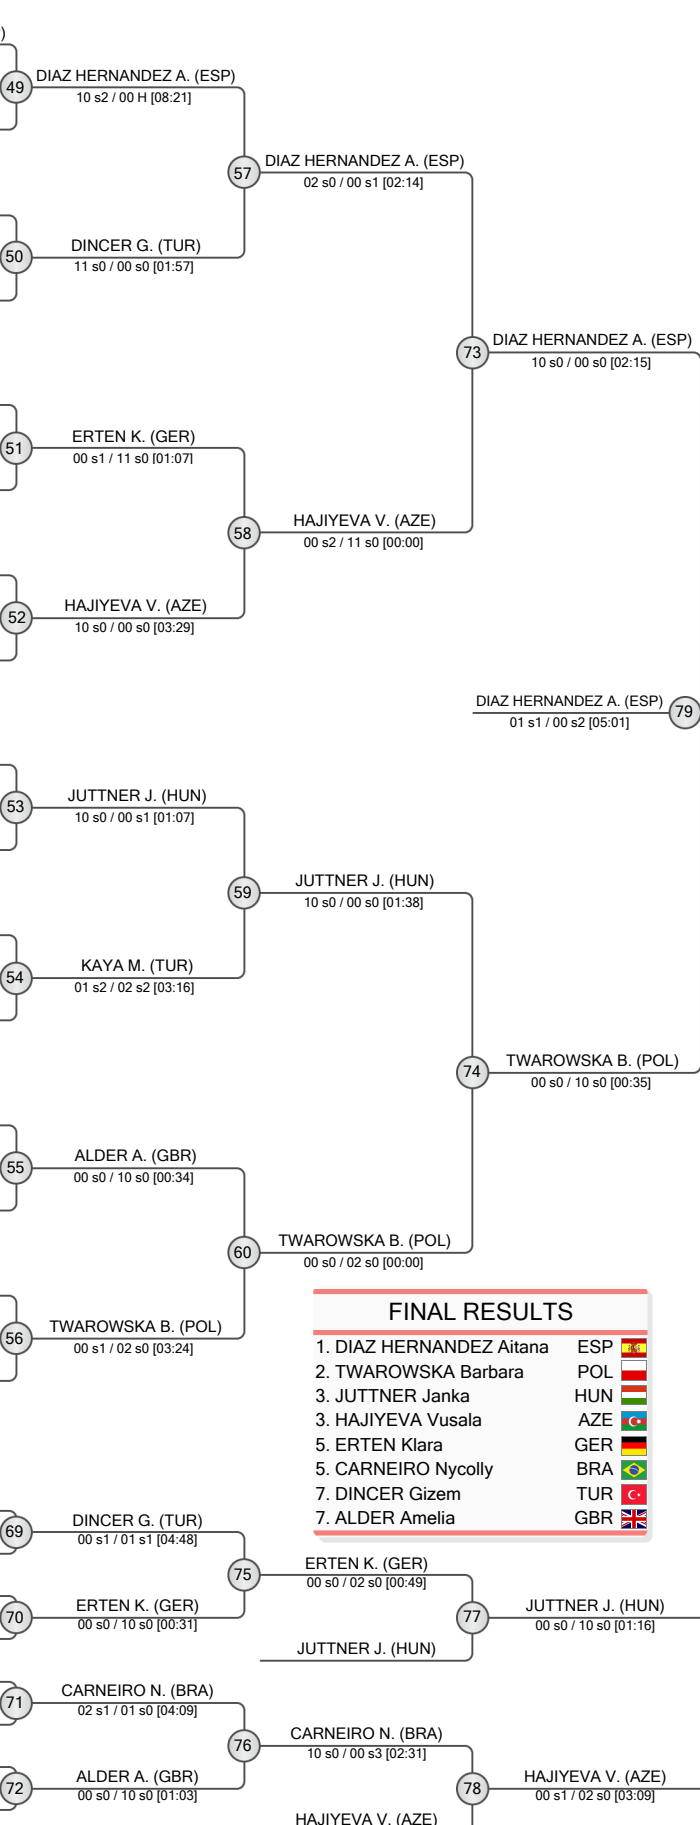 )
49
DIAZ HERNANDEZ A. (ESP)
10 s2 / 00 H [08:21]
57
DIAZ HERNANDEZ A. (ESP)
02 s0 / 00 s1 [02:14]
50
DINCER G. (TUR)
11 s0 / 00 s0 [01:57]
73
DIAZ HERNANDEZ A. (ESP)
10 s0 / 00 s0 [02:15]
51
ERTEN K. (GER)
00 s1 / 11 s0 [01:07]
58
HAJIYEVA V. (AZE)
00 s2 / 11 s0 [00:00]
52
HAJIYEVA V. (AZE)
10 s0 / 00 s0 [03:29]
DIAZ HERNANDEZ A. (ESP)
79
01 s1 / 00 s2 [05:01]
53
JUTTNER J. (HUN)
10 s0 / 00 s1 [01:07]
59
JUTTNER J. (HUN)
10 s0 / 00 s0 [01:38]
54
KAYA M. (TUR)
01 s2 / 02 s2 [03:16]
74
TWAROWSKA B. (POL)
00 s0 / 10 s0 [00:35]
55
ALDER A. (GBR)
00 s0 / 10 s0 [00:34]
60
TWAROWSKA B. (POL)
00 s0 / 02 s0 [00:00]
56
TWAROWSKA B. (POL)
00 s1 / 02 s0 [03:24]
FINAL RESULTS
1. DIAZ HERNANDEZ Aitana ESP
2. TWAROWSKA Barbara POL
3. JUTTNER Janka HUN
3. HAJIYEVA Vusala AZE
5. ERTEN Klara GER
5. CARNEIRO Nycolly BRA
7. DINCER Gizem TUR
7. ALDER Amelia GBR
69
DINCER G. (TUR)
00 s1 / 01 s1 [04:48]
75
ERTEN K. (GER)
00 s0 / 02 s0 [00:49]
70
ERTEN K. (GER)
00 s0 / 10 s0 [00:31]
77
JUTTNER J. (HUN)
00 s0 / 10 s0 [01:16]
JUTTNER J. (HUN)
71
CARNEIRO N. (BRA)
02 s1 / 01 s0 [04:09]
76
CARNEIRO N. (BRA)
10 s0 / 00 s3 [02:31]
72
ALDER A. (GBR)
00 s0 / 10 s0 [01:03]
78
HAJIYEVA V. (AZE)
00 s1 / 02 s0 [03:09]
HAJIYEVA V. (AZE)